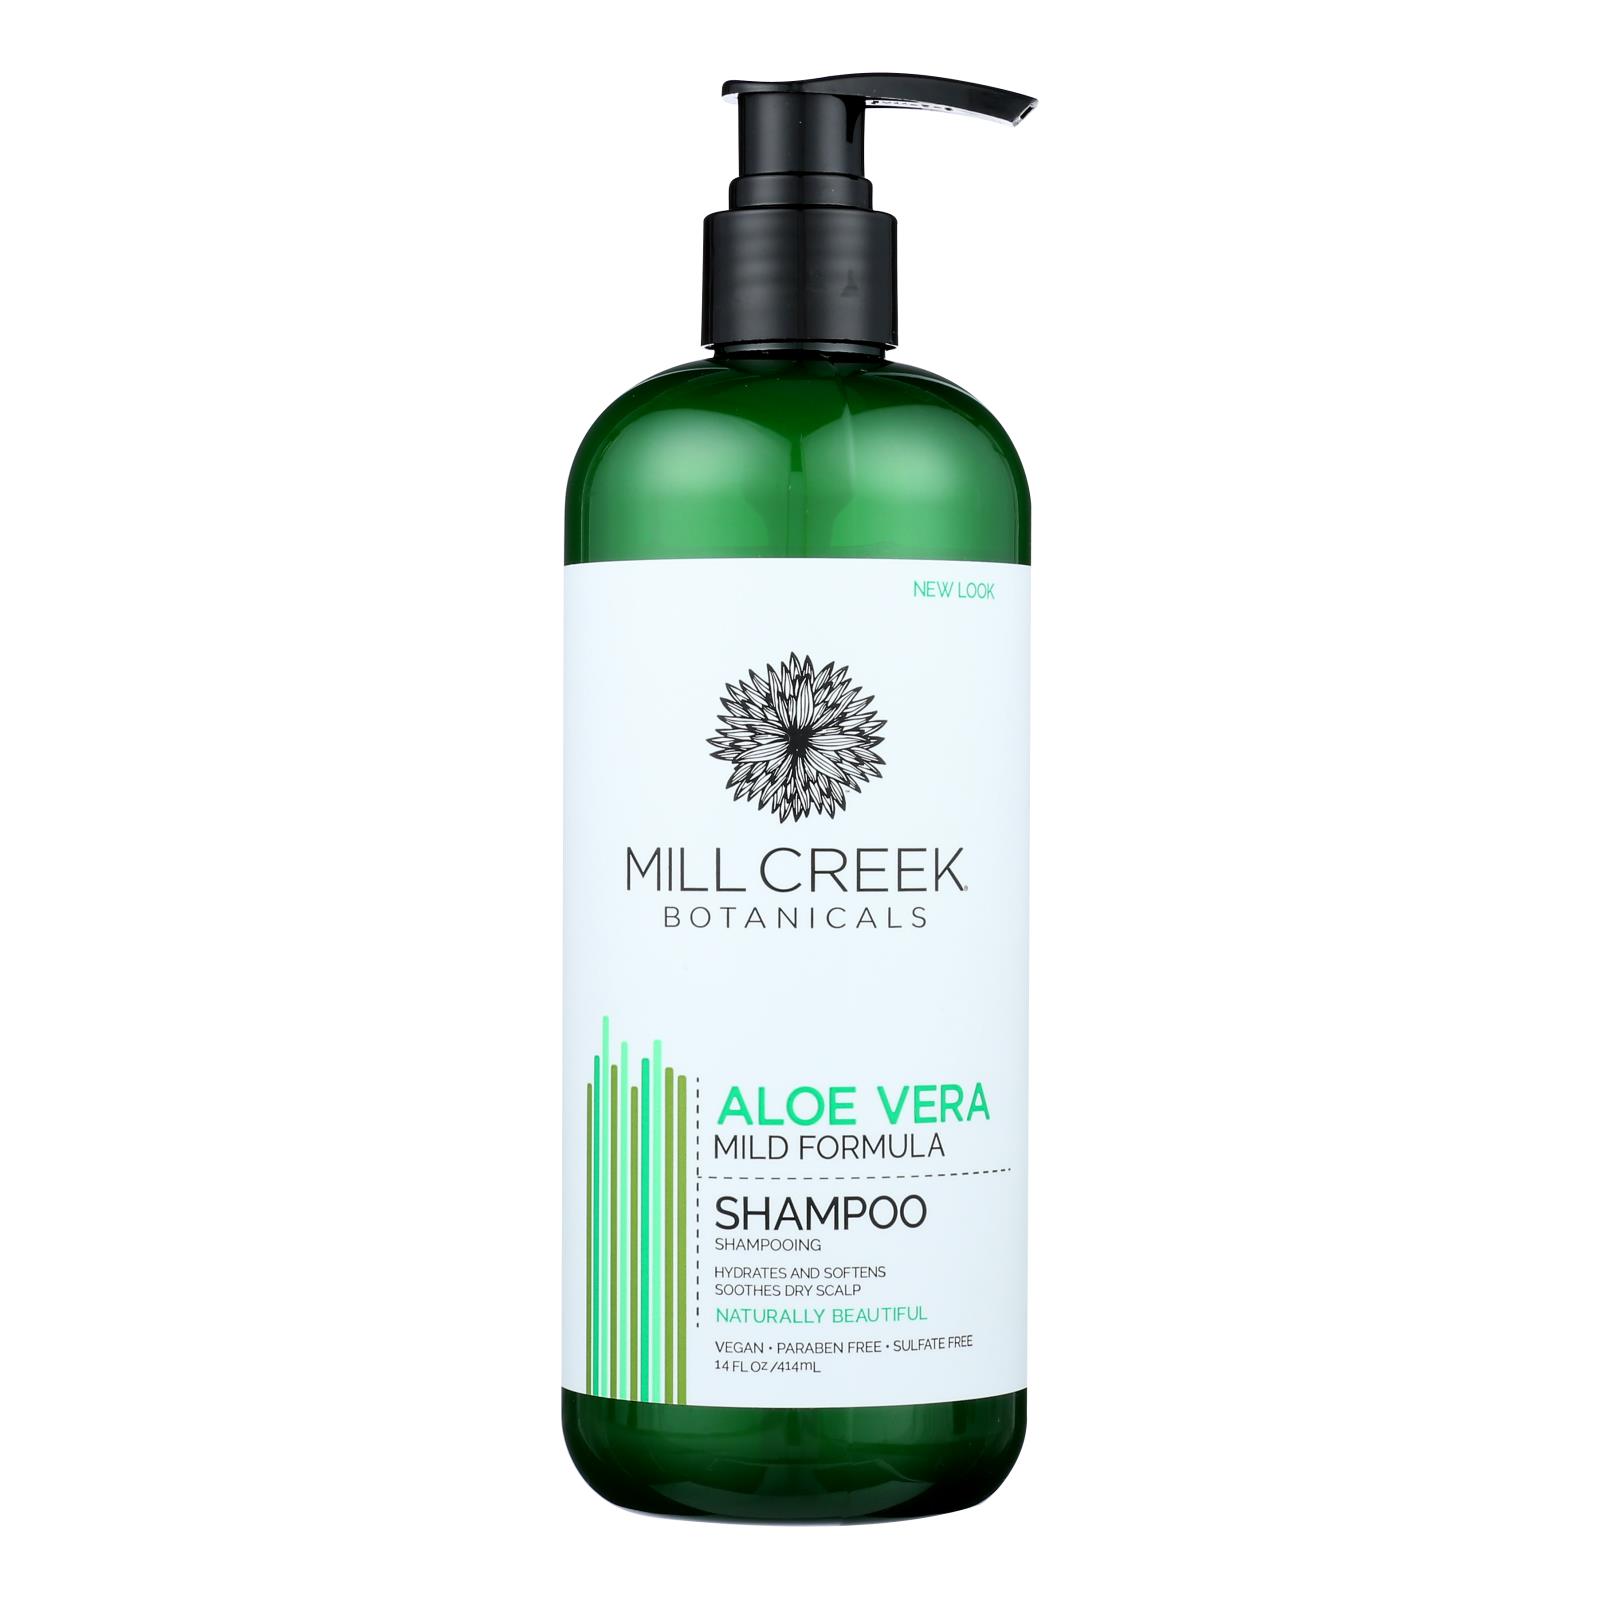 NEW LOOK
MILL CREEK®
BOTANICALS
ALOE VERA
MILD FORMULA
SHAMPOO
SHAMPOOING
HYDRATES AND SOFTENS
SOOTHES DRY SCALP
NATURALLY BEAUTIFUL
VEGAN • PARABEN FREE • SULFATE FREE
14 FL OZ /414mL